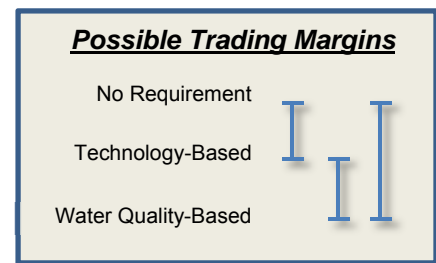 Possible Trading Margins
No Requirement
Technology-Based
Water Quality-Based